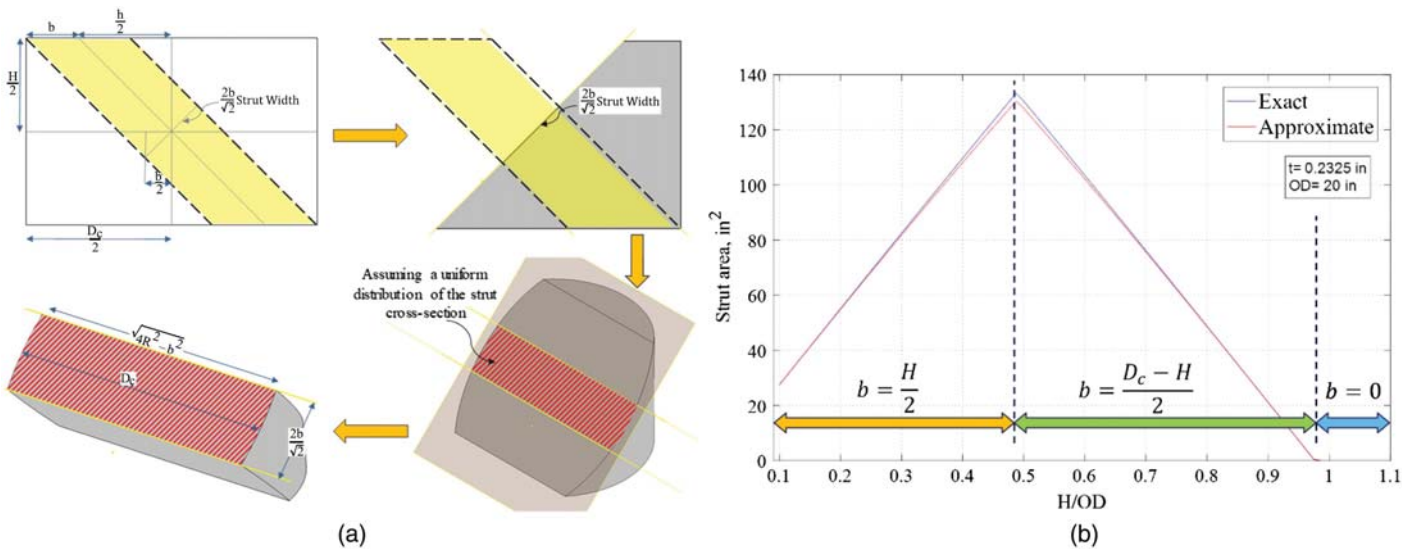 b
h/2
H/2
2b/√2 Strut Width
b/2
D_c/2
2b/√2 Strut Width
Assuming a uniform
distribution of the strut
cross-section
√4R²-b²
D_c
2b/√2
(a)
140
120
100
80
60
40
20
0
Strut area, in²
Exact
Approximate
t= 0.2325 in
OD= 20 in
b = H/2
b = (D_c − H)/2
b = 0
0.1 0.2 0.3 0.4 0.5 0.6 0.7 0.8 0.9 1 1.1
H/OD
(b)